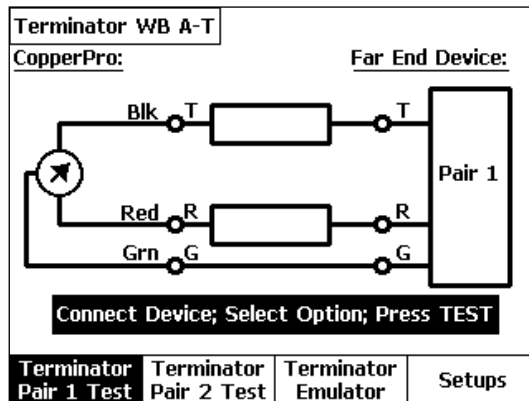 Terminator WB A-T
CopperPro:
Far End Device:
Blk T
T
Pair 1
Red R
R
Grn G
G
Connect Device; Select Option; Press TEST
Terminator
Pair 1 Test
Terminator
Pair 2 Test
Terminator
Emulator
Setups